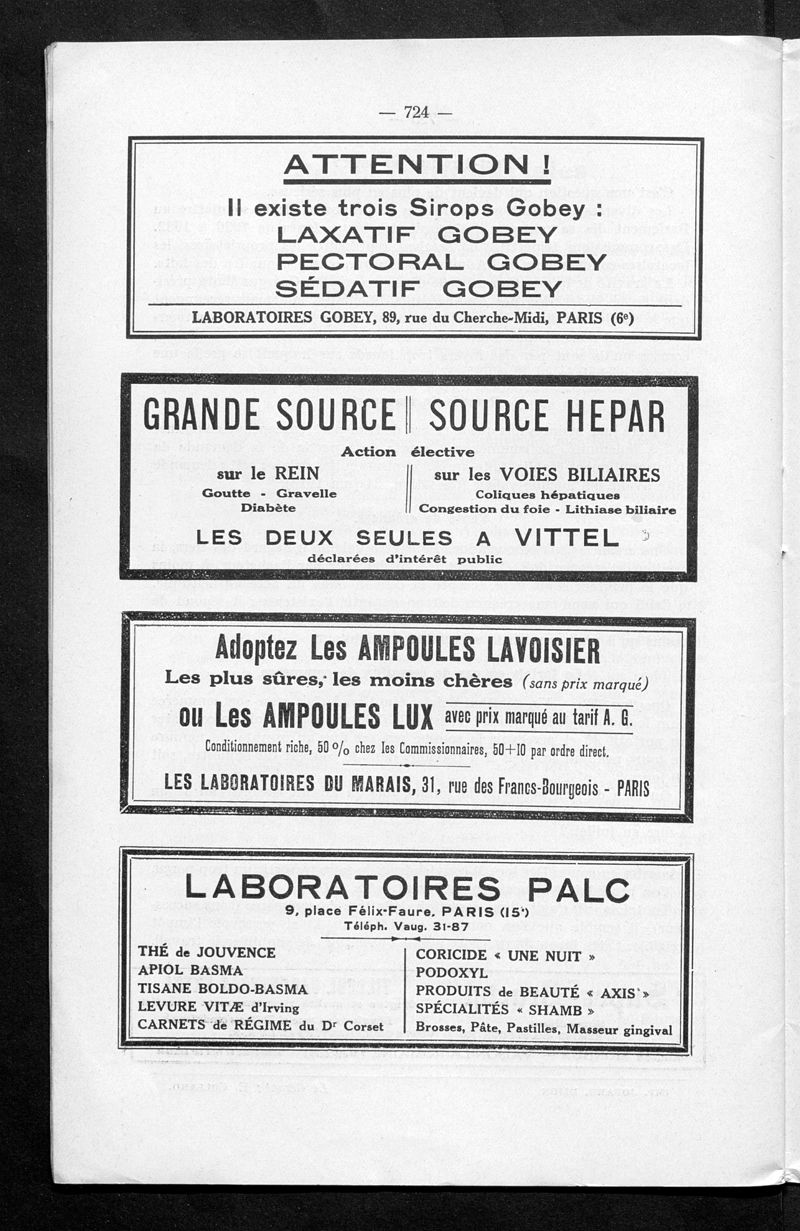 — 724 —
ATTENTION !
Il existe trois Sirops Gobey :
LAXATIF GOBEY
PECTORAL GOBEY
SÉDATIF GOBEY
LABORATOIRES GOBEY, 89, rue du Cherche-Midi, PARIS (6e)
GRANDE SOURCE || SOURCE HEPAR
Action élective
sur le REIN
Goutte - Gravelle
Diabète
sur les VOIES BILIAIRES
Coliques hépatiques
Congestion du foie - Lithiase biliaire
LES DEUX SEULES A VITTEL
déclarées d'intérêt public
Adoptez Les AMPOULES LAVOISIER
Les plus sûres, les moins chères (sans prix marqué)
ou Les AMPOULES LUX avec prix marqué au tarif A. G.
Conditionnement riche, 50 % chez les Commissionnaires, 50+10 par ordre direct.
LES LABORATOIRES DU MARAIS, 31, rue des Francs-Bourgeois - PARIS
LABORATOIRES PALC
9, place Félix-Faure. PARIS (15e)
Téléph. Vaug. 31-87
THÉ de JOUVENCE
APIOL BASMA
TISANE BOLDO-BASMA
LEVURE VITÆ d'Irving
CARNETS de RÉGIME du Dr Corset
CORICIDE « UNE NUIT »
PODOXYL
PRODUITS de BEAUTÉ « AXIS »
SPÉCIALITÉS « SHAMB »
Brosses, Pâte, Pastilles, Masseur gingival